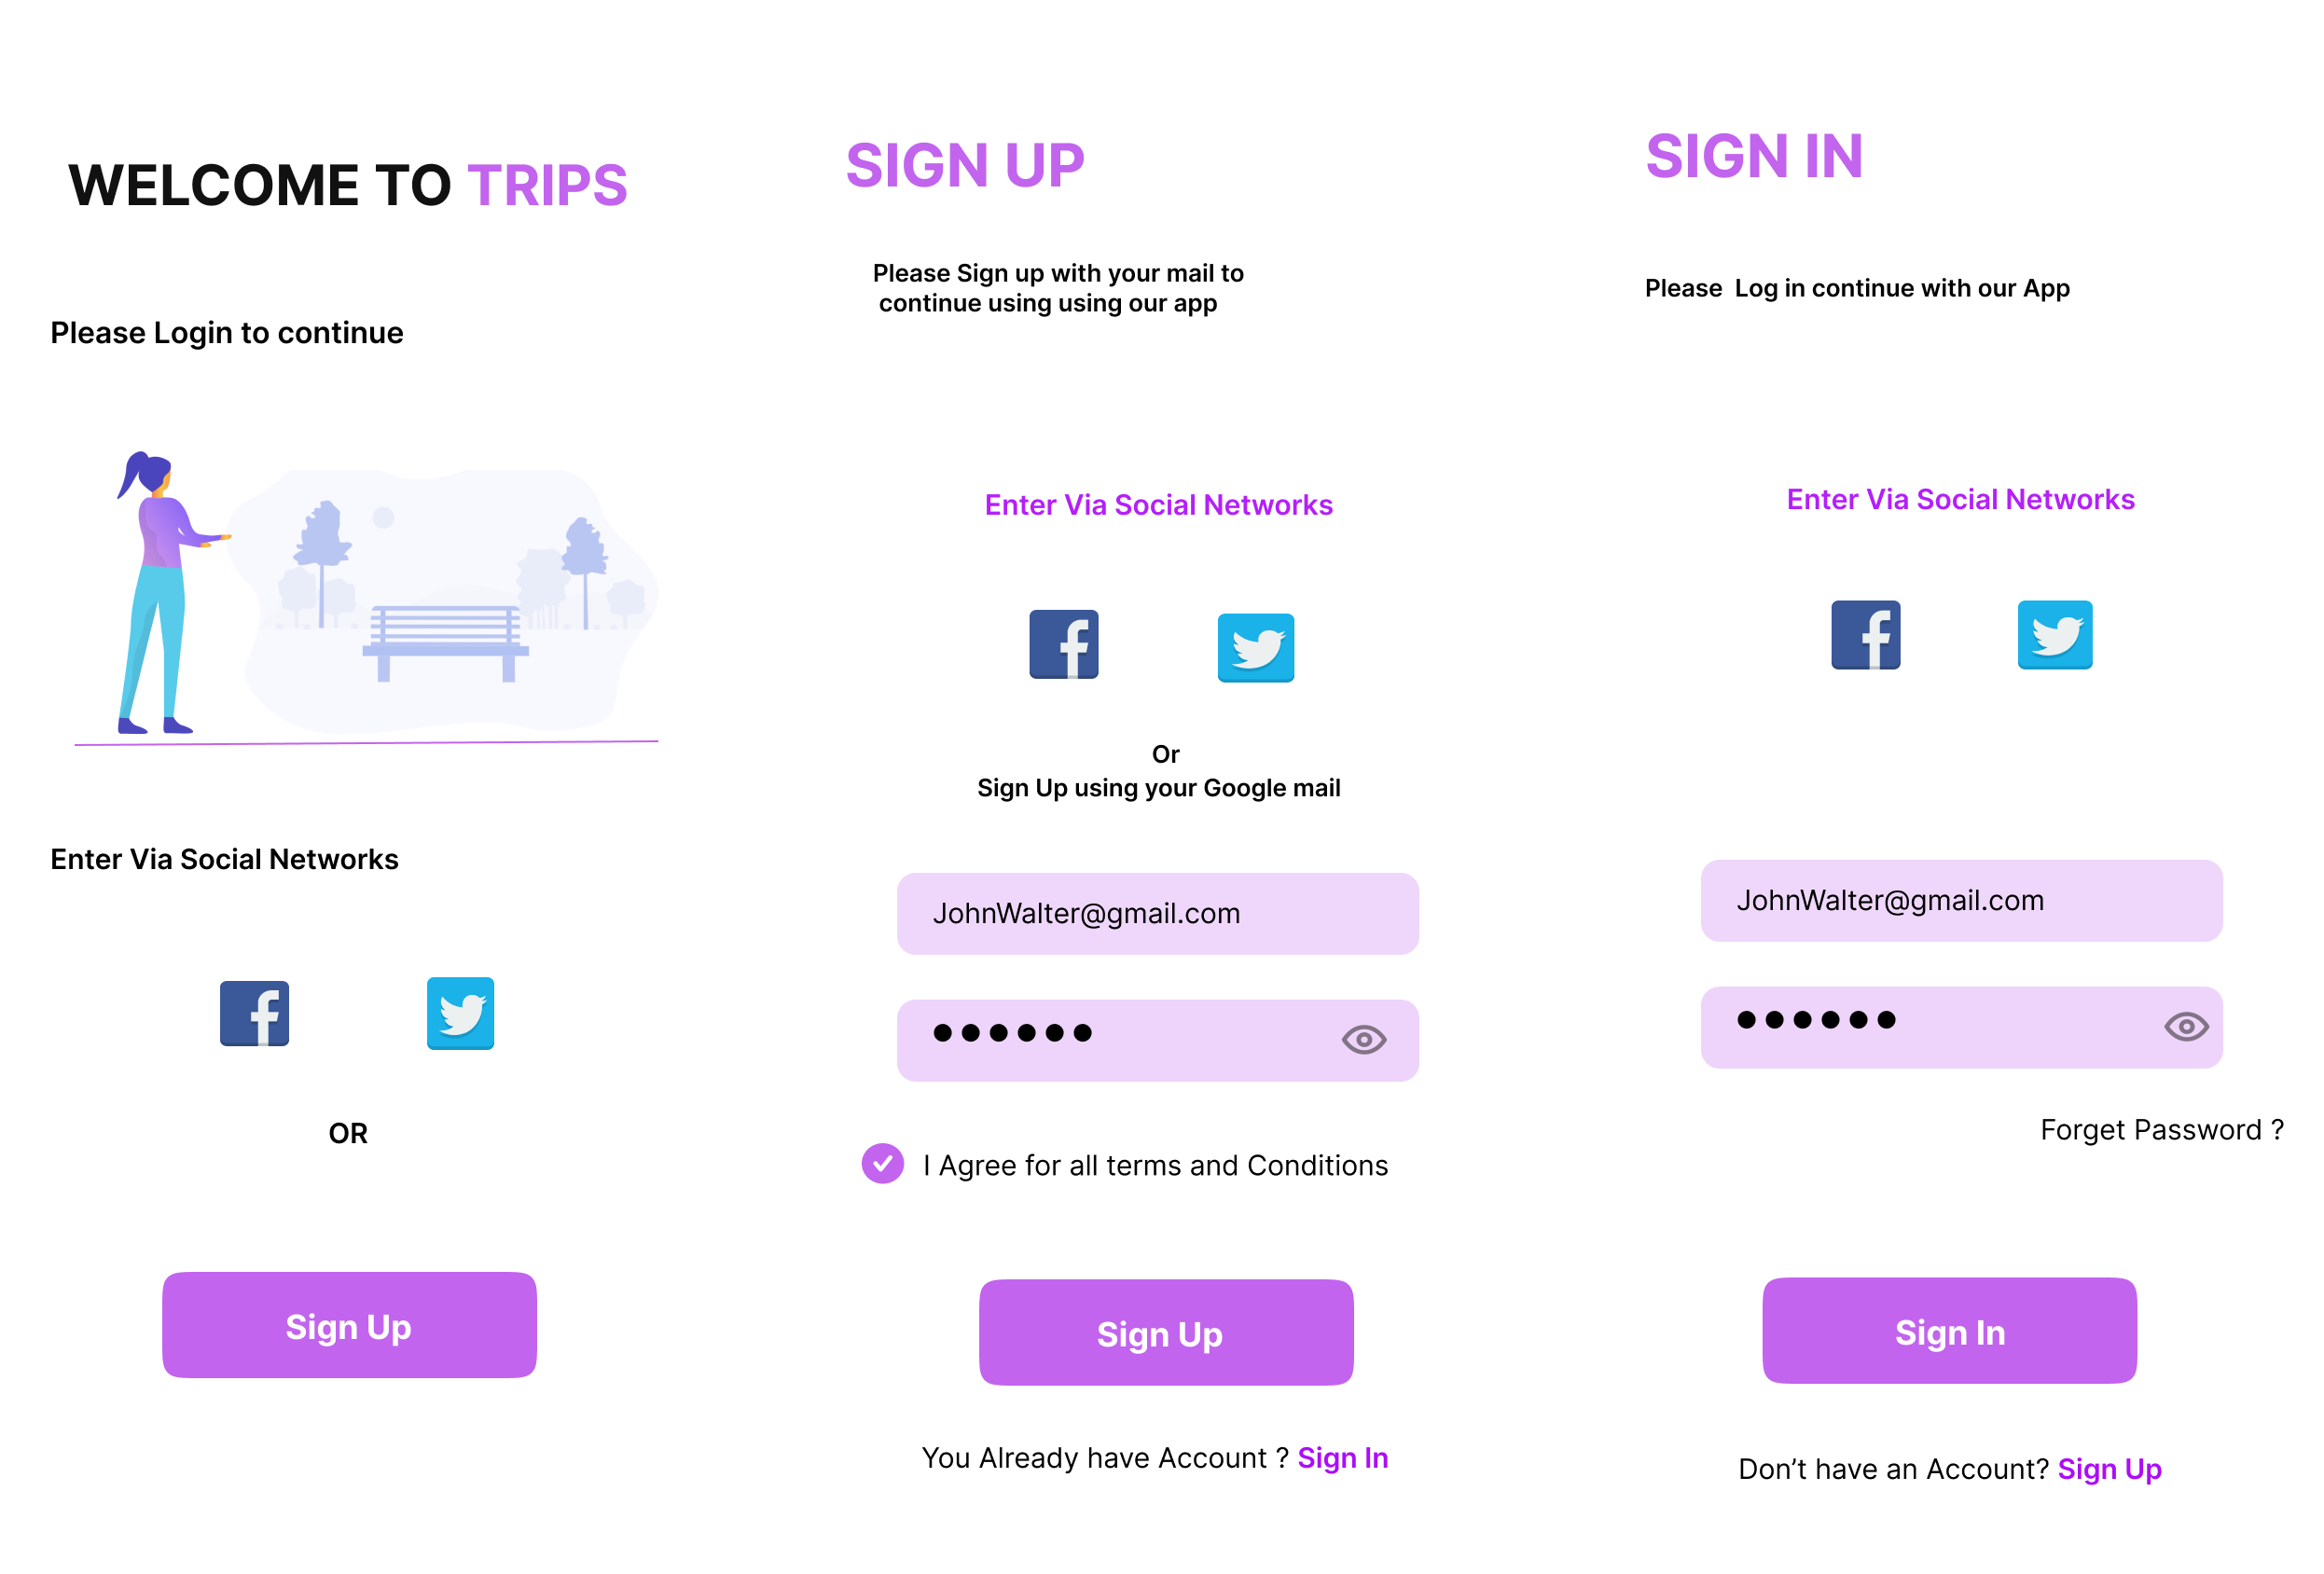 WELCOME TO TRIPS
Please Login to continue
Enter Via Social Networks
OR
Sign Up
SIGN UP
Please Sign up with your mail to
continue using using our app
Enter Via Social Networks
Or
Sign Up using your Google mail
JohnWalter@gmail.com
I Agree for all terms and Conditions
Sign Up
You Already have Account ? Sign In
SIGN IN
Please  Log in continue with our App
Enter Via Social Networks
JohnWalter@gmail.com
Forget Password ?
Sign In
Don’t have an Account? Sign Up